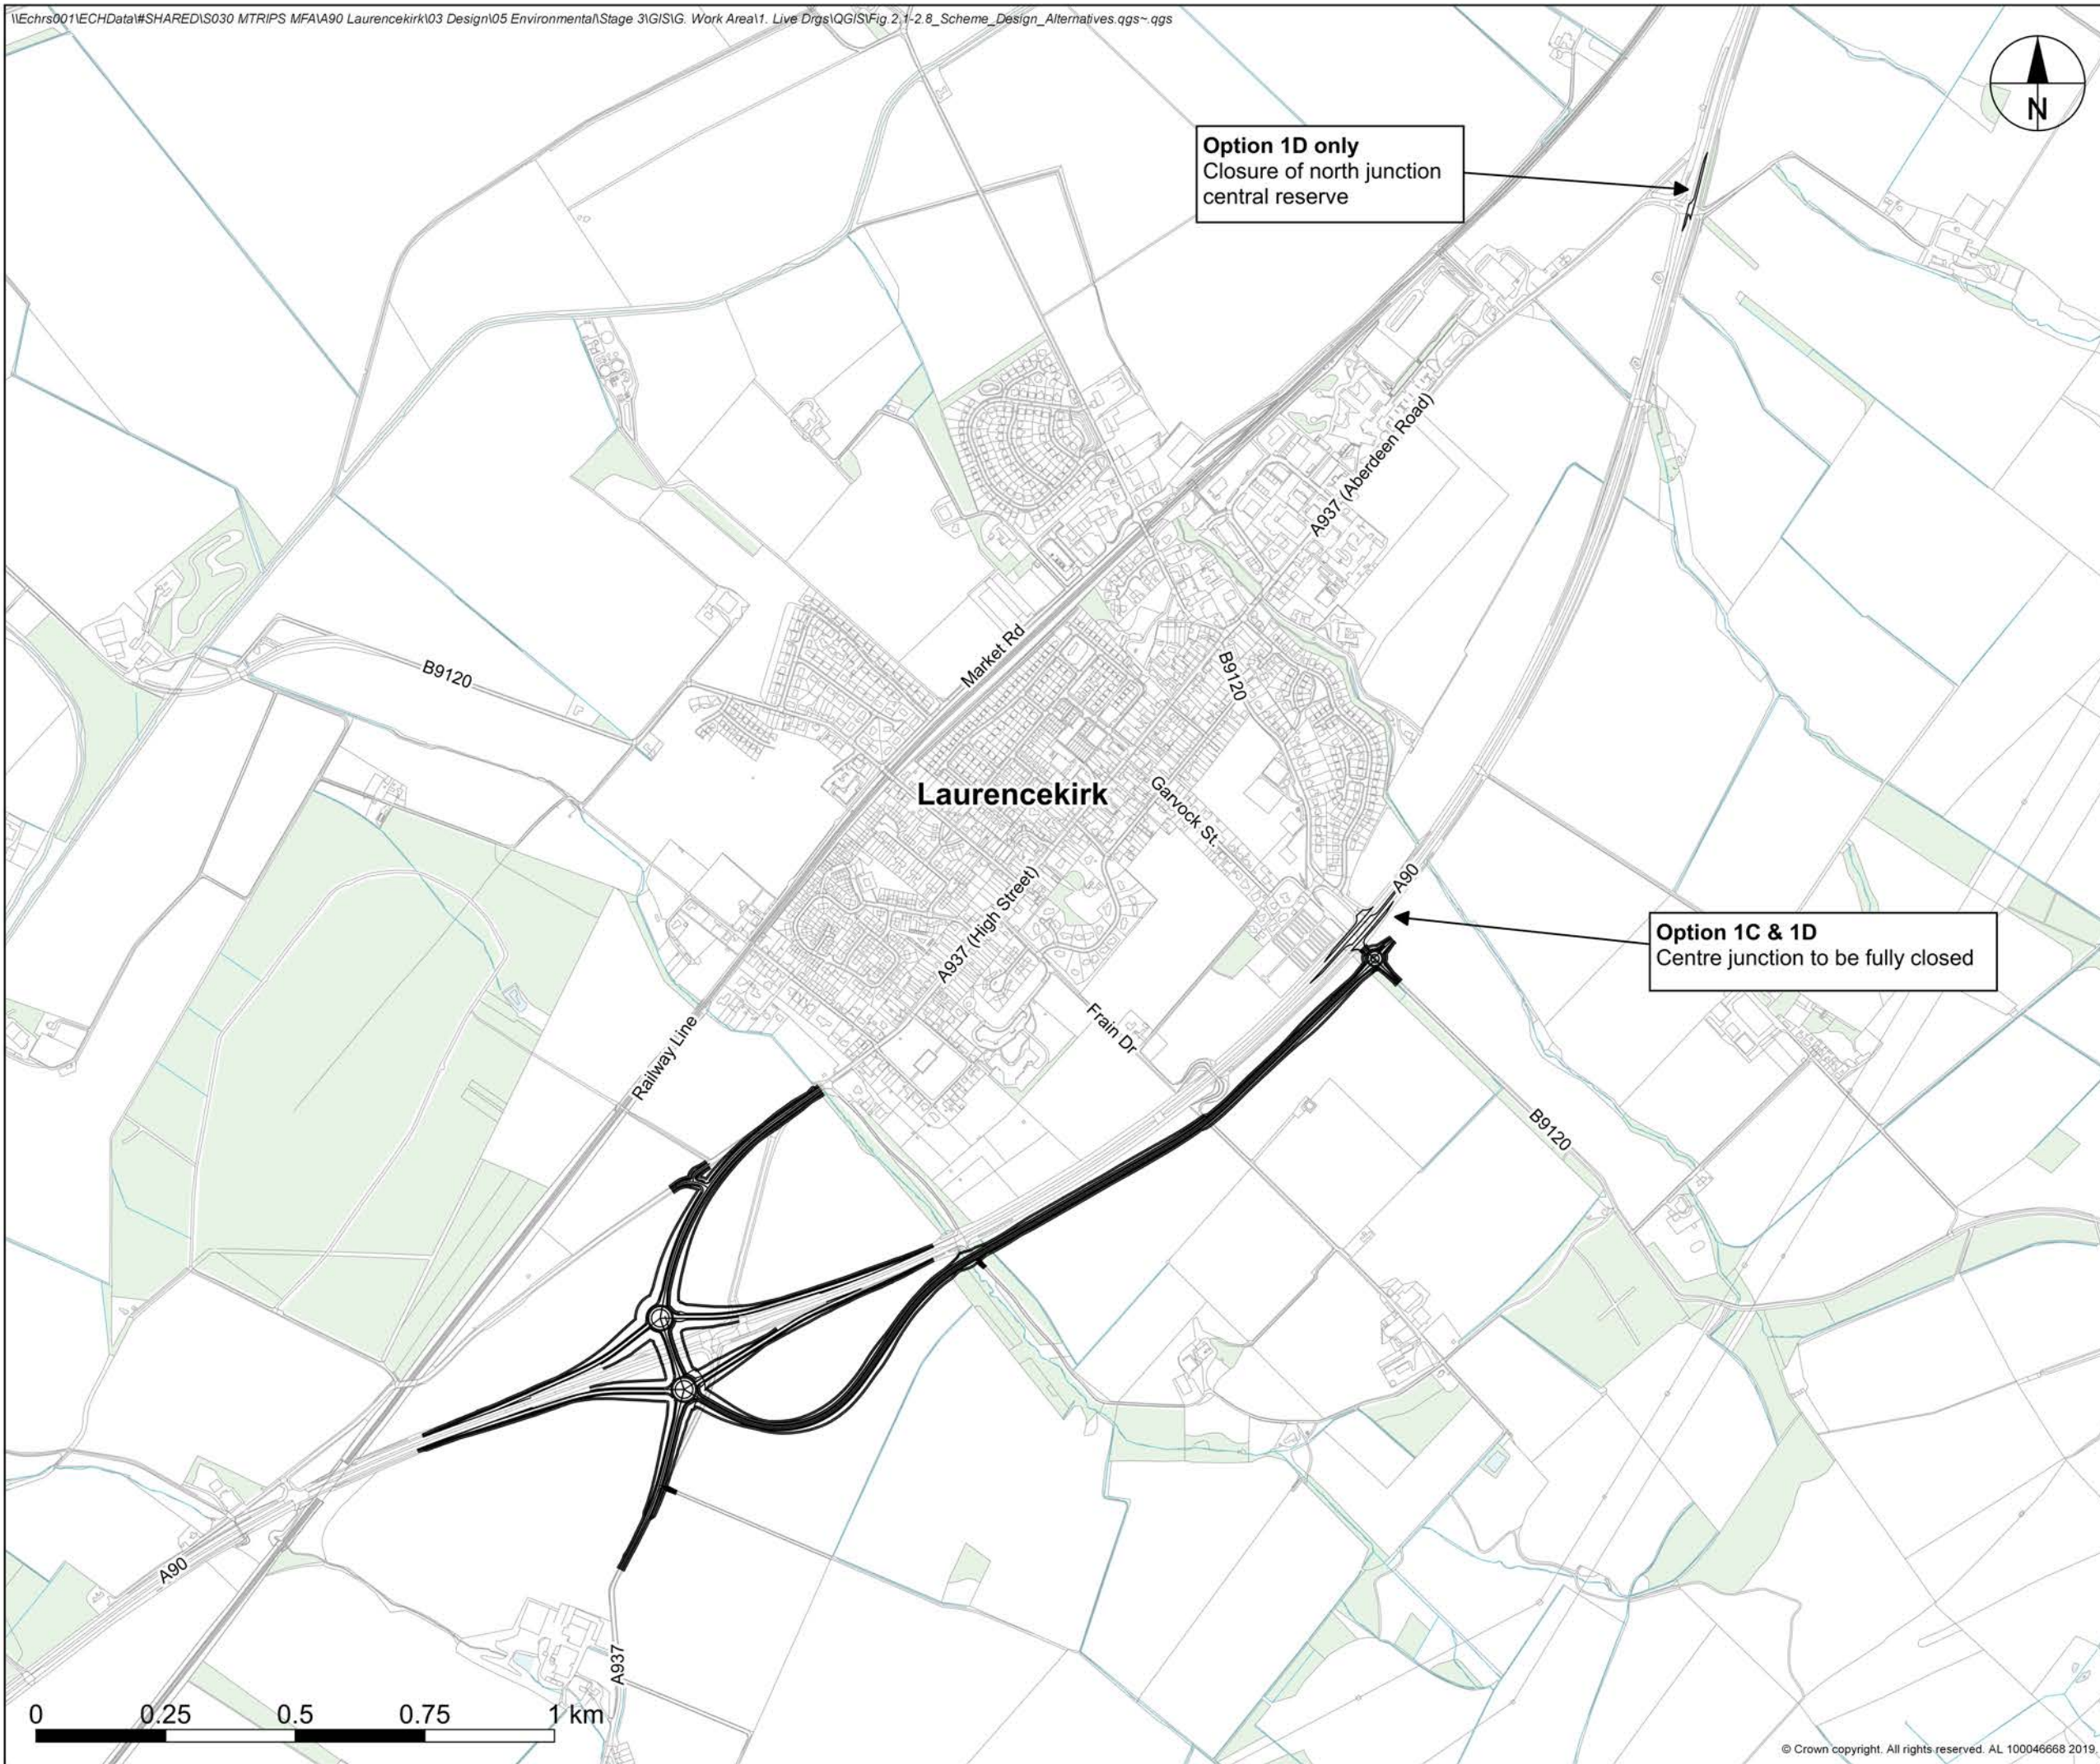 \\Echrs001\ECHData\#SHARED\S030 MTRIPS MFA\A90 Laurencekirk\03 Design\05 Environmental\Stage 3\GIS\G. Work Area\1. Live Drgs\QGIS\Fig.2.1-2.8_Scheme_Design_Alternatives.qgs~.qgs
N
Option 1D only
Closure of north junction
central reserve
A937 (Aberdeen Road)
Market Rd
B9120
B9120
Laurencekirk
Garvock St.
A90
A937 (High Street)
Option 1C & 1D
Centre junction to be fully closed
Frain Dr
Railway Line
B9120
A90
A937
0 0.25 0.5 0.75 1 km
© Crown copyright. All rights reserved. AL 100046668 2019